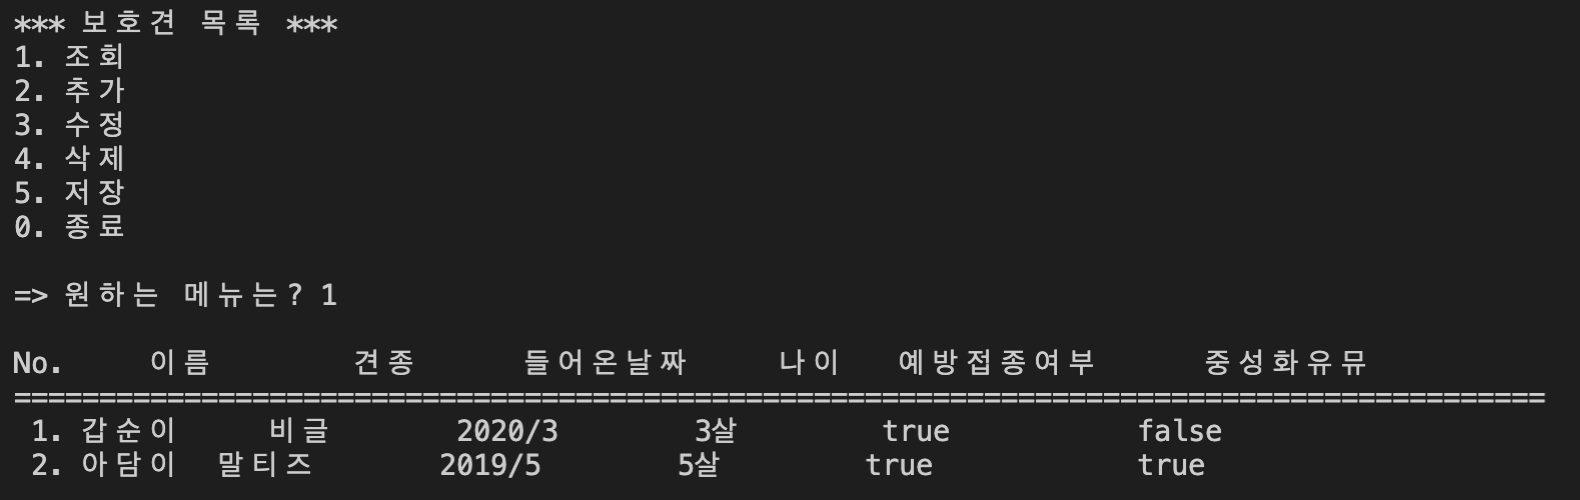 *** 보호견 목록 ***
1. 조회
2. 추가
3. 수정
4. 삭제
5. 저장
0. 종료
=> 원하는 메뉴는? 1
No. 이름 견종 들어온날짜 나이 예방접종여부 중성화유뮤
==========================================================================================
1. 갑순이 비글 2020/3 3살 true false
2. 아담이 말티즈 2019/5 5살 true true